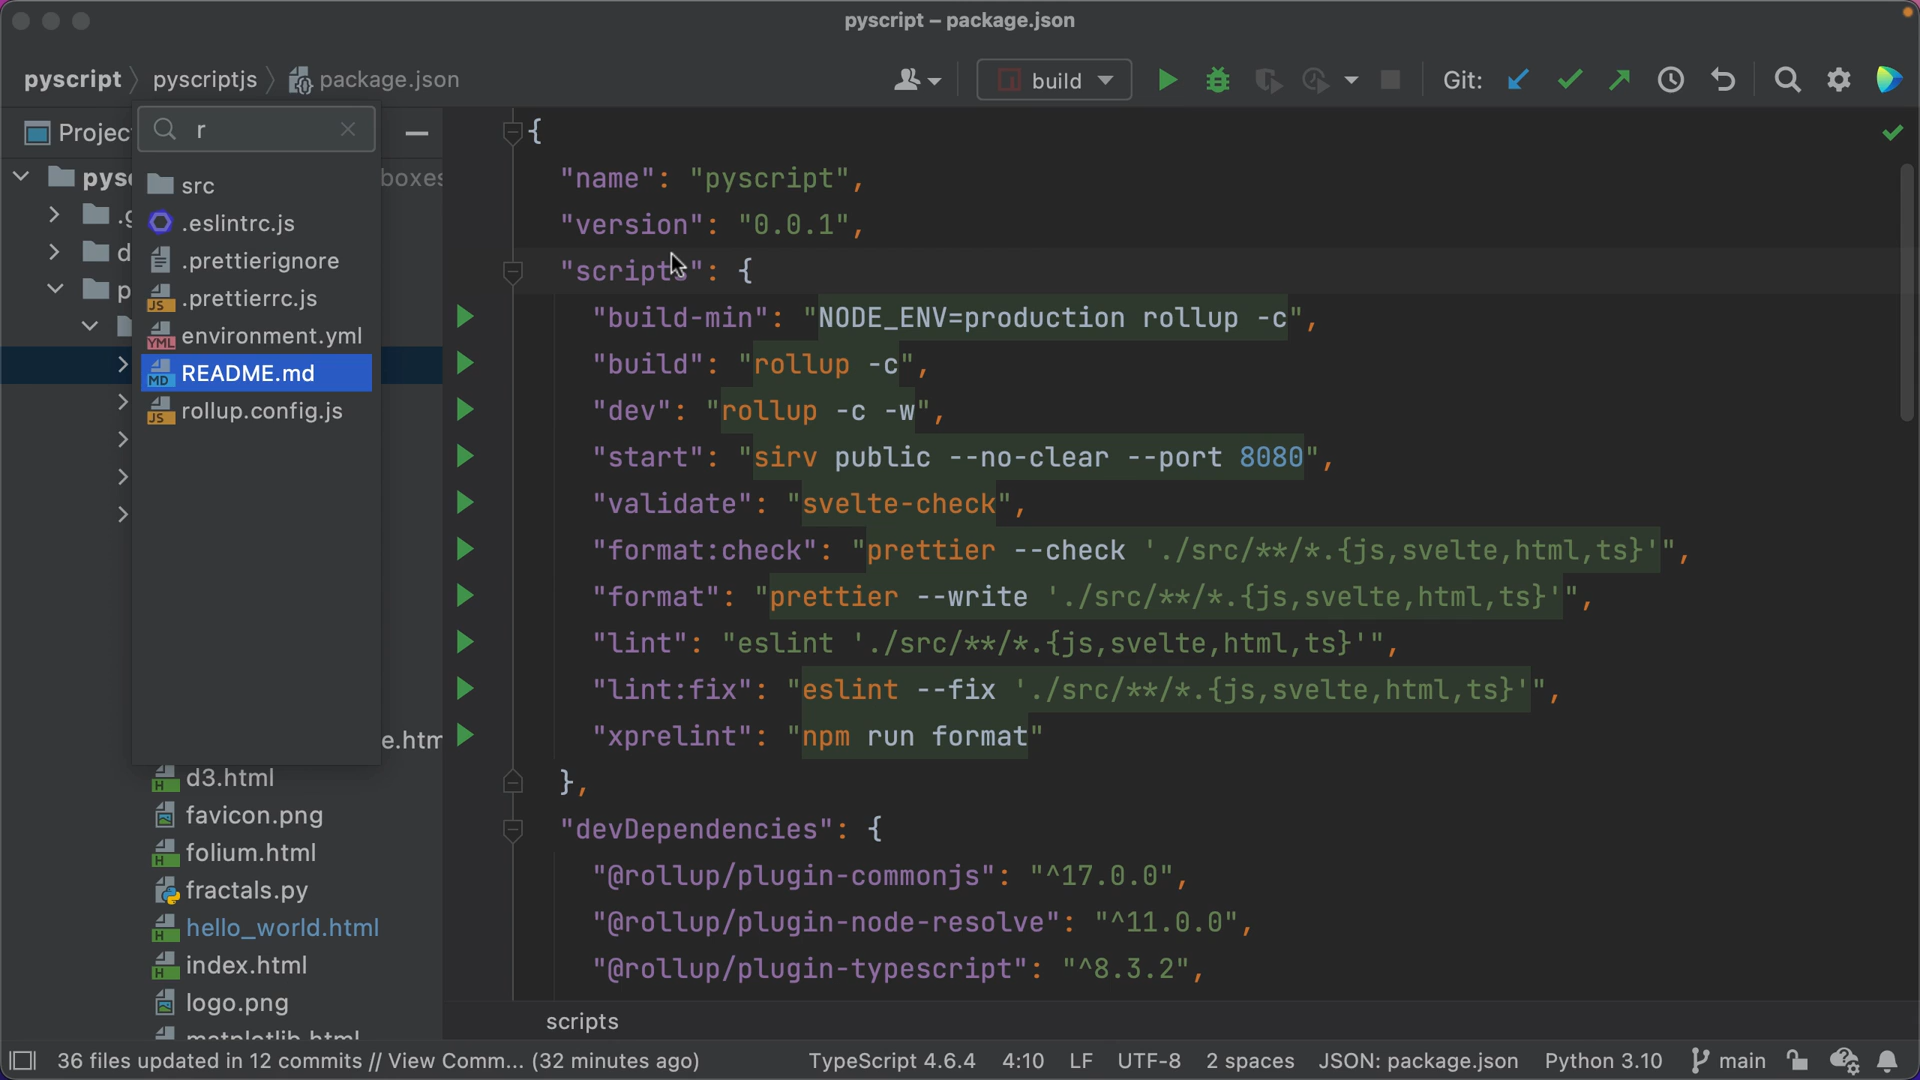 pyscript – package.json
pyscript pyscriptjs package.json
build
Git:
Projec
r
pys boxes
.g
d
p
src
.eslintrc.js
.prettierignore
.prettierrc.js
environment.yml
README.md
rollup.config.js
e.htm
d3.html
favicon.png
folium.html
fractals.py
hello_world.html
index.html
logo.png
matplotlib.html
{
"name": "pyscript",
"version": "0.0.1",
"scripts": {
"build-min": "NODE_ENV=production rollup -c",
"build": "rollup -c",
"dev": "rollup -c -w",
"start": "sirv public --no-clear --port 8080",
"validate": "svelte-check",
"format:check": "prettier --check './src/**/*.{js,svelte,html,ts}'",
"format": "prettier --write './src/**/*.{js,svelte,html,ts}'",
"lint": "eslint './src/**/*.{js,svelte,html,ts}'",
"lint:fix": "eslint --fix './src/**/*.{js,svelte,html,ts}'",
"xprelint": "npm run format"
},
"devDependencies": {
"@rollup/plugin-commonjs": "^17.0.0",
"@rollup/plugin-node-resolve": "^11.0.0",
"@rollup/plugin-typescript": "^8.3.2",
scripts
36 files updated in 12 commits // View Comm... (32 minutes ago) TypeScript 4.6.4 4:10 LF UTF-8 2 spaces JSON: package.json Python 3.10 main